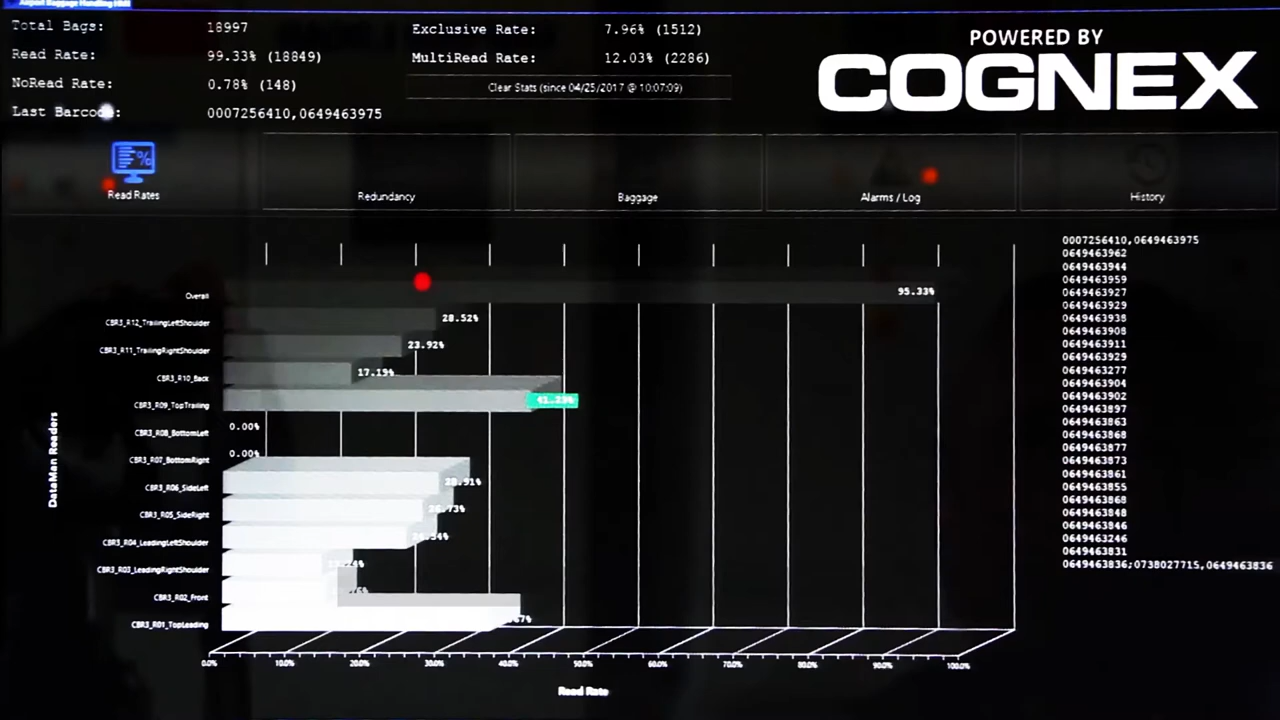 Total Bags: 18997
Read Rate: 99.33% (18849)
NoRead Rate: 0.78% (148)
Last Barcode: 0007256410,0649463975
Exclusive Rate: 7.96% (1512)
MultiRead Rate: 12.03% (2286)
Clear Stats (since 04/25/2017 @ 10:07:09)
POWERED BY
COGNEX
Read Rates
Redundancy
Baggage
Alarms / Log
History
DataMan Readers
Overall 95.33%
CBR3_R12_TrailingLeftShoulder 28.52%
CBR3_R11_TrailingRightShoulder 23.92%
CBR3_R10_Back 17.19%
CBR3_R09_TopTrailing 41.29%
CBR3_R08_BottomLeft 0.00%
CBR3_R07_BottomRight 0.00%
CBR3_R06_SideLeft 28.91%
CBR3_R05_SideRight 26.73%
CBR3_R04_LeadingLeftShoulder
CBR3_R03_LeadingRightShoulder
CBR3_R02_Front
CBR3_R01_TopLeading
0.0% 10.0% 20.0% 30.0% 40.0% 50.0% 60.0% 70.0% 80.0% 90.0% 100.0%
Read Rate
0007256410,0649463975
0649463962
0649463944
0649463959
0649463927
0649463929
0649463938
0649463908
0649463911
0649463929
0649463277
0649463904
0649463902
0649463897
0649463863
0649463868
0649463877
0649463873
0649463861
0649463855
0649463868
0649463848
0649463846
0649463246
0649463831
0649463836;0738027715,0649463836